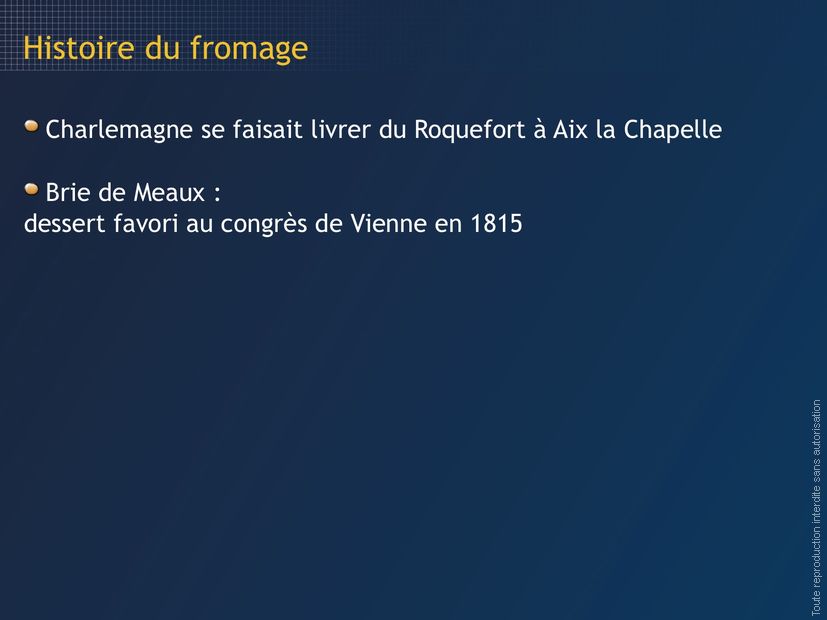 Histoire du fromage
Charlemagne se faisait livrer du Roquefort à Aix la Chapelle
Brie de Meaux :
dessert favori au congrès de Vienne en 1815
Toute reproduction interdite sans autorisation